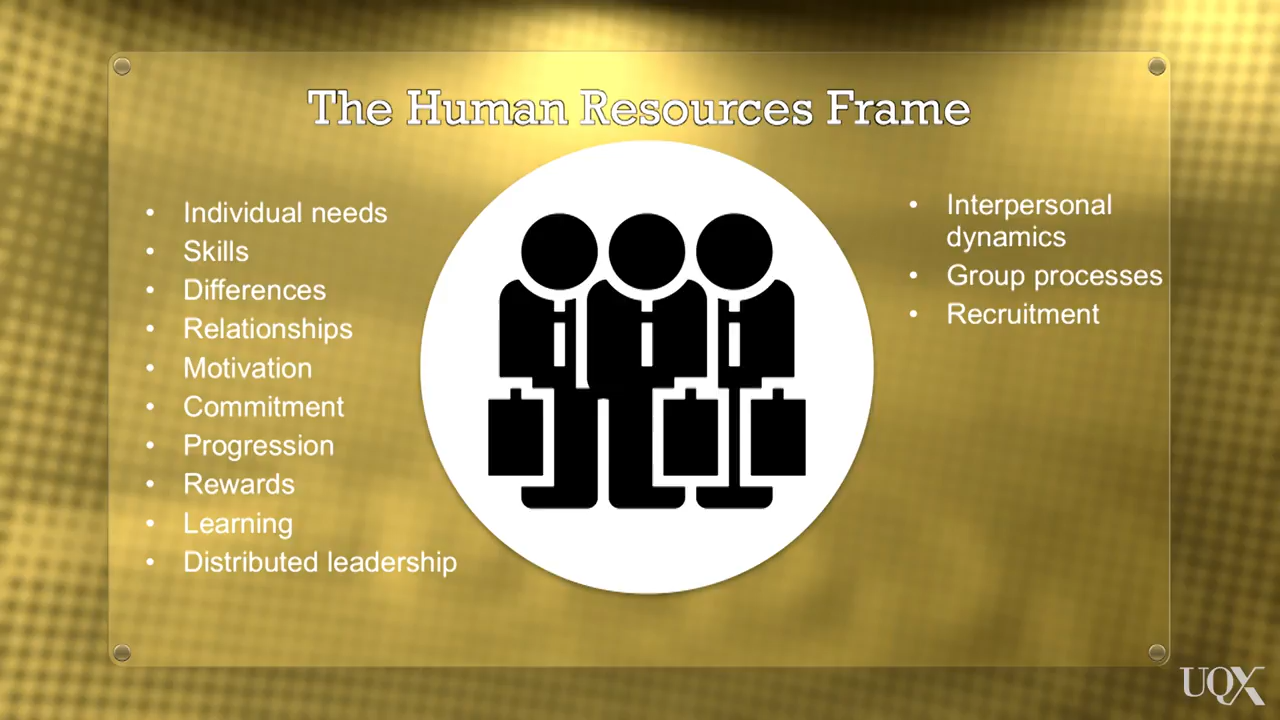 The Human Resources Frame
• Individual needs
• Skills
• Differences
• Relationships
• Motivation
• Commitment
• Progression
• Rewards
• Learning
• Distributed leadership
• Interpersonal
dynamics
• Group processes
• Recruitment
UQX